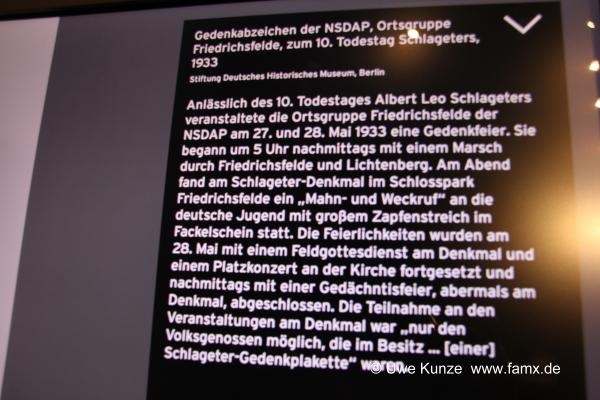 Gedenkabzeichen der NSDAP, Ortsgruppe
Friedrichsfelde, zum 10. Todestag Schlageters,
1933
Stiftung Deutsches Historisches Museum, Berlin
Anlässlich des 10. Todestages Albert Leo Schlageters
veranstaltete die Ortsgruppe Friedrichsfelde der
NSDAP am 27. und 28. Mai 1933 eine Gedenkfeier. Sie
begann um 5 Uhr nachmittags mit einem Marsch
durch Friedrichsfelde und Lichtenberg. Am Abend
fand am Schlageter-Denkmal im Schlosspark
Friedrichsfelde ein „Mahn- und Weckruf“ an die
deutsche Jugend mit großem Zapfenstreich im
Fackelschein statt. Die Feierlichkeiten wurden am
28. Mai mit einem Feldgottesdienst am Denkmal und
einem Platzkonzert an der Kirche fortgesetzt und
nachmittags mit einer Gedächtnisfeier, abermals am
Denkmal, abgeschlossen. Die Teilnahme an den
Veranstaltungen am Denkmal war „nur den
Volksgenossen möglich, die im Besitz ... [einer]
Schlageter-Gedenkplakette“ waren.
© Uwe Kunze www.famx.de